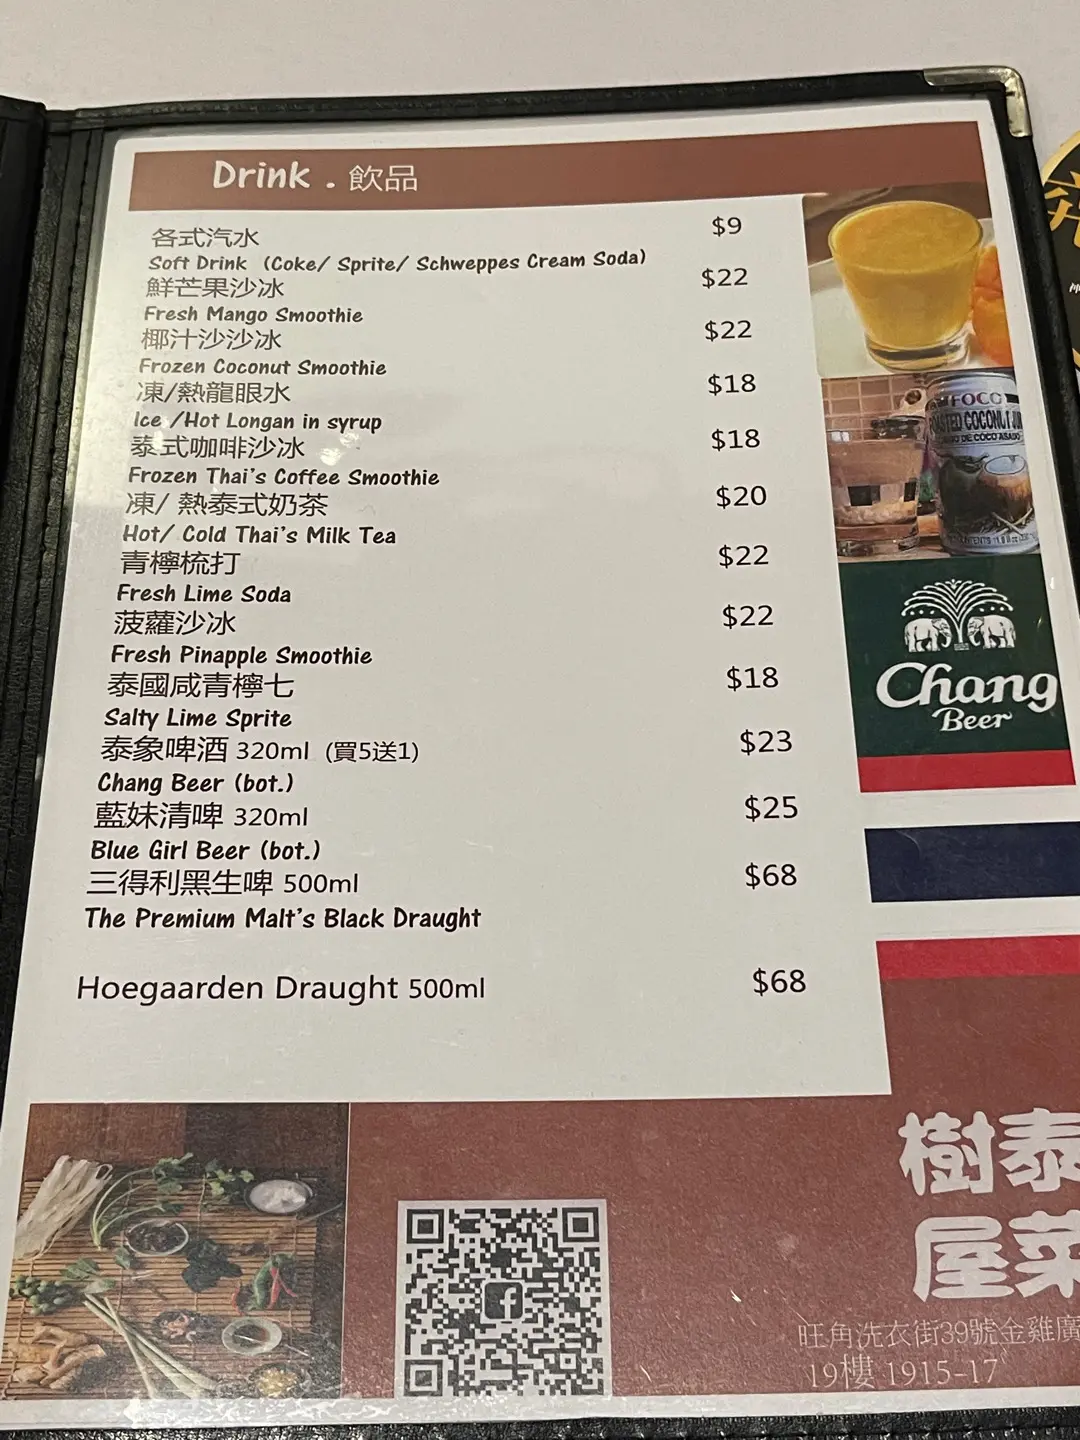 Drink . 飲品
各式汽水 $9
Soft Drink (Coke/ Sprite/ Schweppes Cream Soda)
鮮芒果沙冰 $22
Fresh Mango Smoothie
椰汁沙沙冰 $22
Frozen Coconut Smoothie
凍/熱龍眼水 $18
Ice /Hot Longan in syrup
泰式咖啡沙冰 $18
Frozen Thai's Coffee Smoothie
凍/ 熱泰式奶茶 $20
Hot/ Cold Thai's Milk Tea
青檸梳打 $22
Fresh Lime Soda
菠蘿沙冰 $22
Fresh Pinapple Smoothie
泰國咸青檸七 $18
Salty Lime Sprite
泰象啤酒 320ml (買5送1) $23
Chang Beer (bot.)
藍妹清啤 320ml $25
Blue Girl Beer (bot.)
三得利黑生啤 500ml $68
The Premium Malt's Black Draught
Hoegaarden Draught 500ml $68
FOCO
COCONUT
DE COCO ASADO
Chang
Beer
樹泰
屋菜
旺角洗衣街39號金雞廣
19樓 1915-17